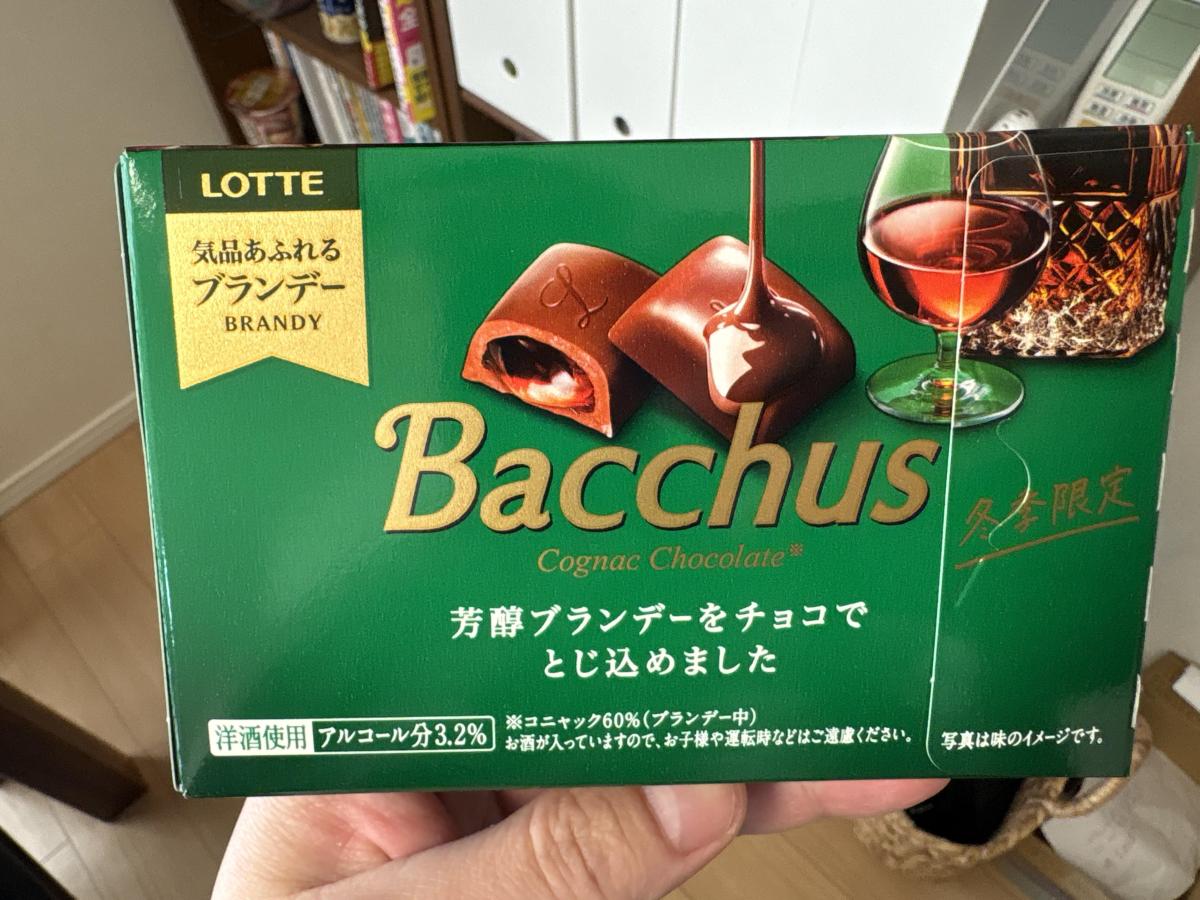 LOTTE
気品あふれる
ブランデー
BRANDY
Bacchus
Cognac Chocolate※
冬季限定
芳醇ブランデーをチョコで
とじ込めました
洋酒使用 アルコール分3.2%
※コニャック60%(ブランデー中)
お酒が入っていますので、お子様や運転時などはご遠慮ください。
写真は味のイメージです。